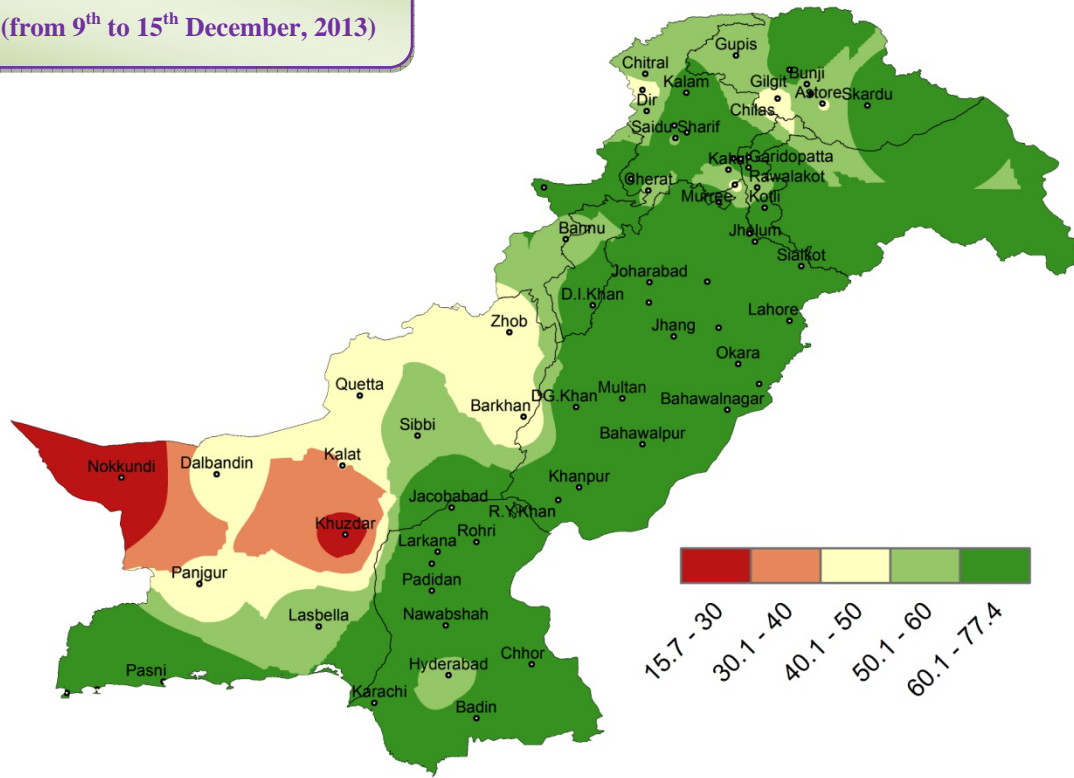 (from 9th to 15th December, 2013)
Gupis
Chitral
Bunji
Kalam
Gilgit
Astore Skardu
Dir
Chilas
Saidu Sharif
Garidopatta
Cherat
Rawalakot
Murree
Kotli
Bannu
Jhelum
Sialkot
Joharabad
D.I.Khan
Lahore
Zhob
Jhang
Okara
Quetta
DG.Khan
Multan
Barkhan
Bahawalnagar
Sibbi
Bahawalpur
Kalat
Nokkundi
Dalbandin
Khanpur
Jacobabad
R.Y.Khan
Khuzdar
Rohri
Larkana
Panjgur
Padidan
Lasbella
Nawabshah
Chhor
Hyderabad
Pasni
Karachi
Badin
15.7 - 30
30.1 - 40
40.1 - 50
50.1 - 60
60.1 - 77.4